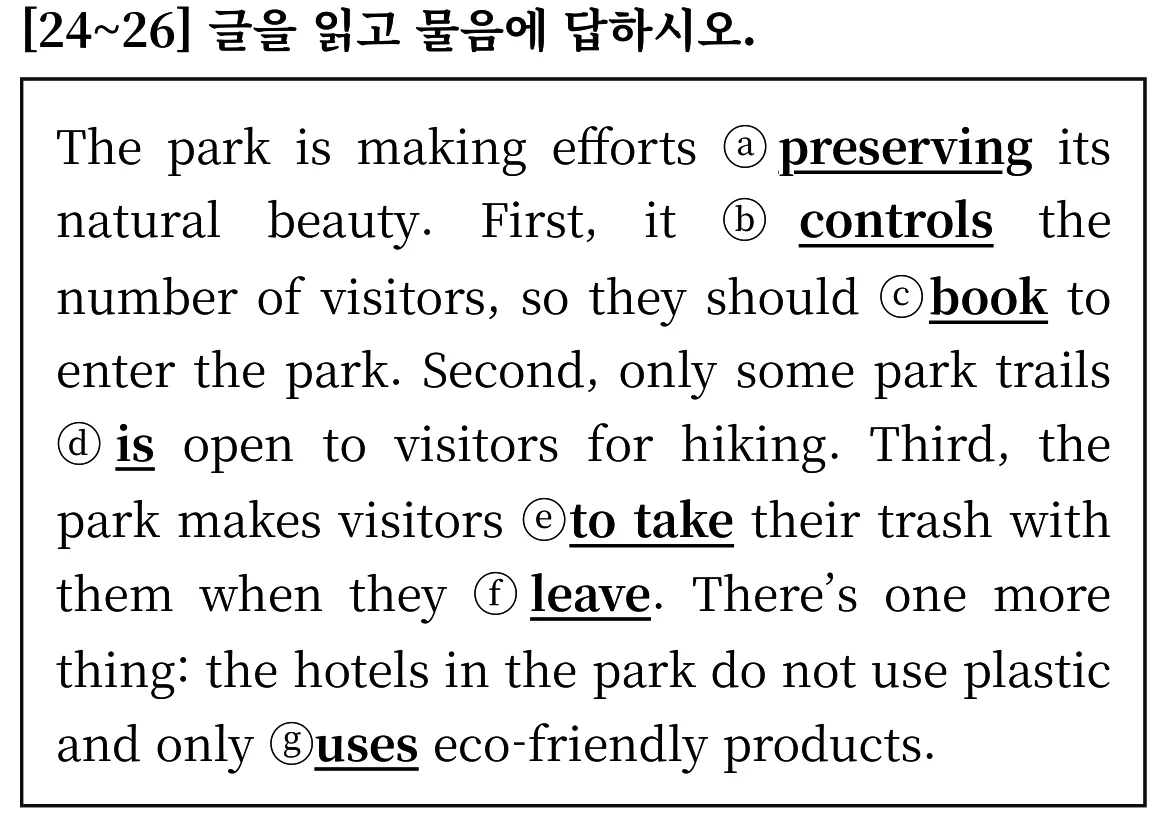 [24~26] 글을 읽고 물음에 답하시오.
The park is making efforts ⓐpreserving its
natural beauty. First, it ⓑ controls the
number of visitors, so they should ⓒbook to
enter the park. Second, only some park trails
ⓓ is open to visitors for hiking. Third, the
park makes visitors ⓔto take their trash with
them when they ⓕ leave. There’s one more
thing: the hotels in the park do not use plastic
and only ⓖuses eco-friendly products.